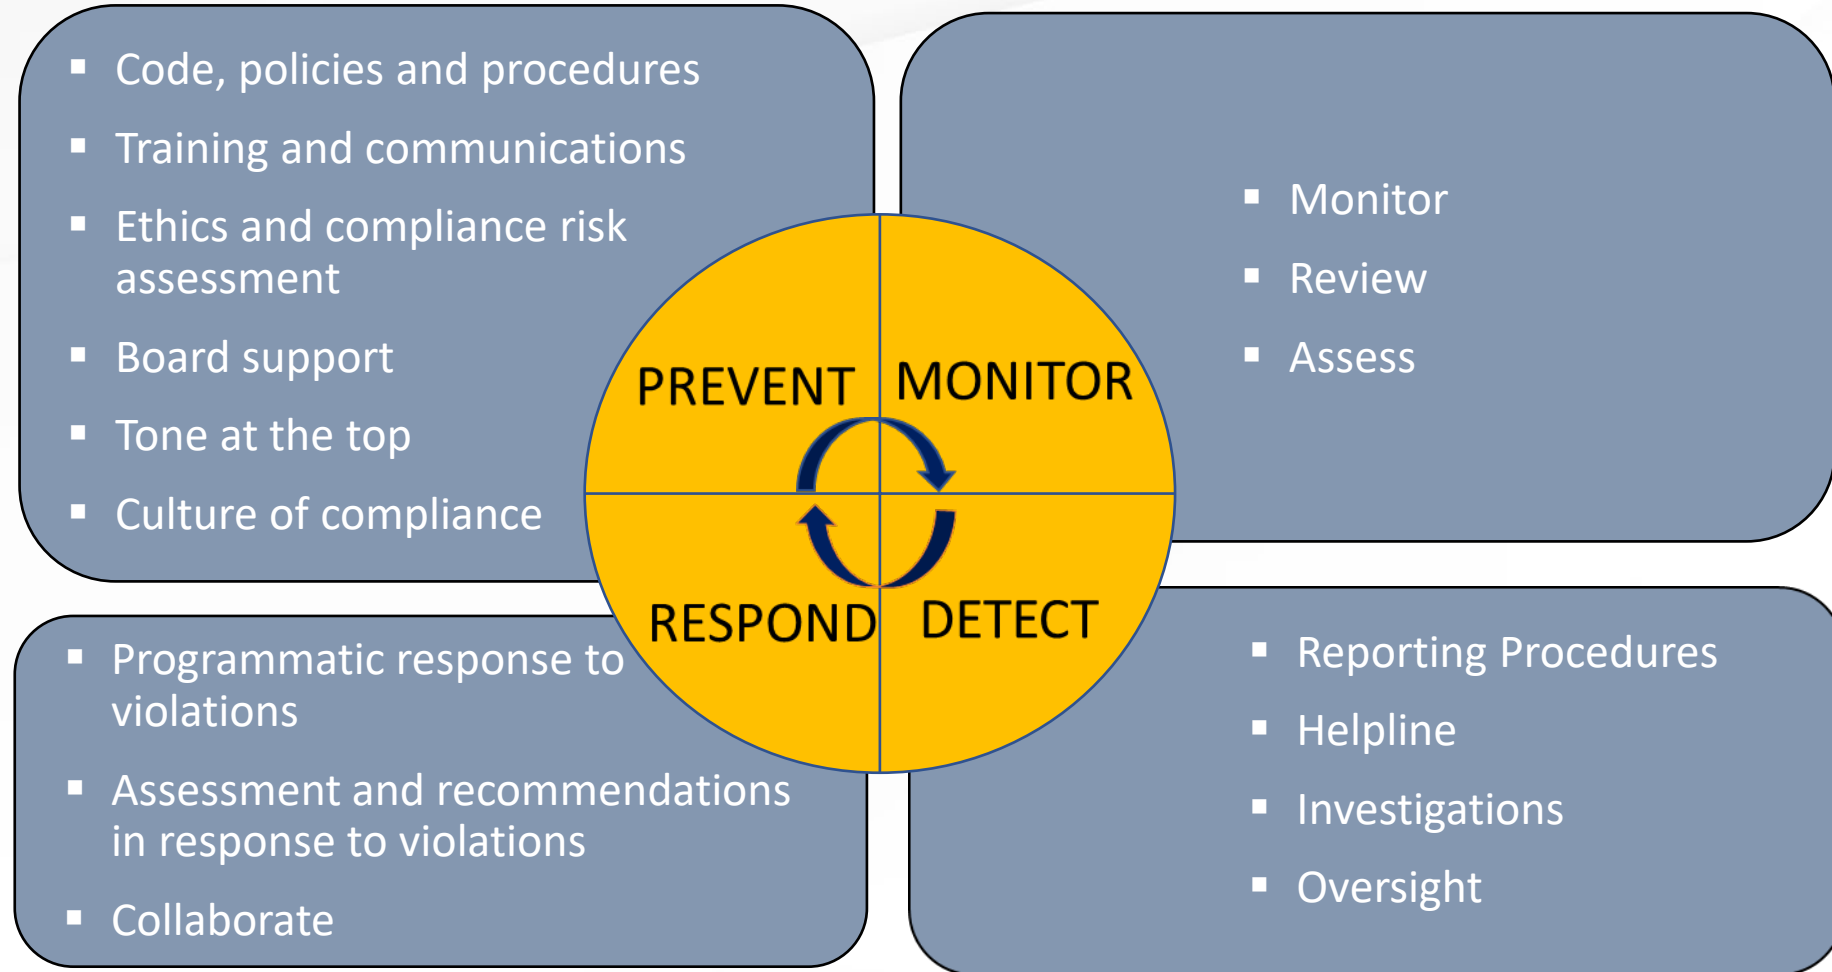 ▪ Code, policies and procedures
▪ Training and communications
▪ Ethics and compliance risk
assessment
▪ Board support
▪ Tone at the top
▪ Culture of compliance
▪ Monitor
▪ Review
▪ Assess
PREVENT
MONITOR
RESPOND
DETECT
▪ Programmatic response to
violations
▪ Assessment and recommendations
in response to violations
▪ Collaborate
▪ Reporting Procedures
▪ Helpline
▪ Investigations
▪ Oversight